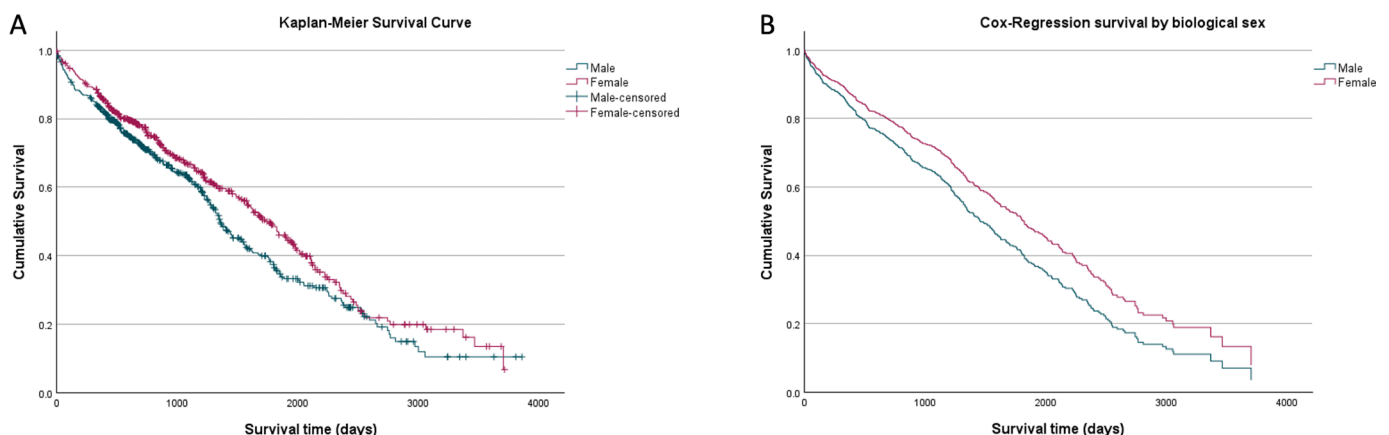 A
Kaplan-Meier Survival Curve
Cumulative Survival
1.0
0.8
0.6
0.4
0.2
0.0
0
1000
2000
3000
4000
Survival time (days)
Male
Female
Male-censored
Female-censored
B
Cox-Regression survival by biological sex
Cumulative Survival
1.0
0.8
0.6
0.4
0.2
0.0
0
1000
2000
3000
4000
Survival time (days)
Male
Female